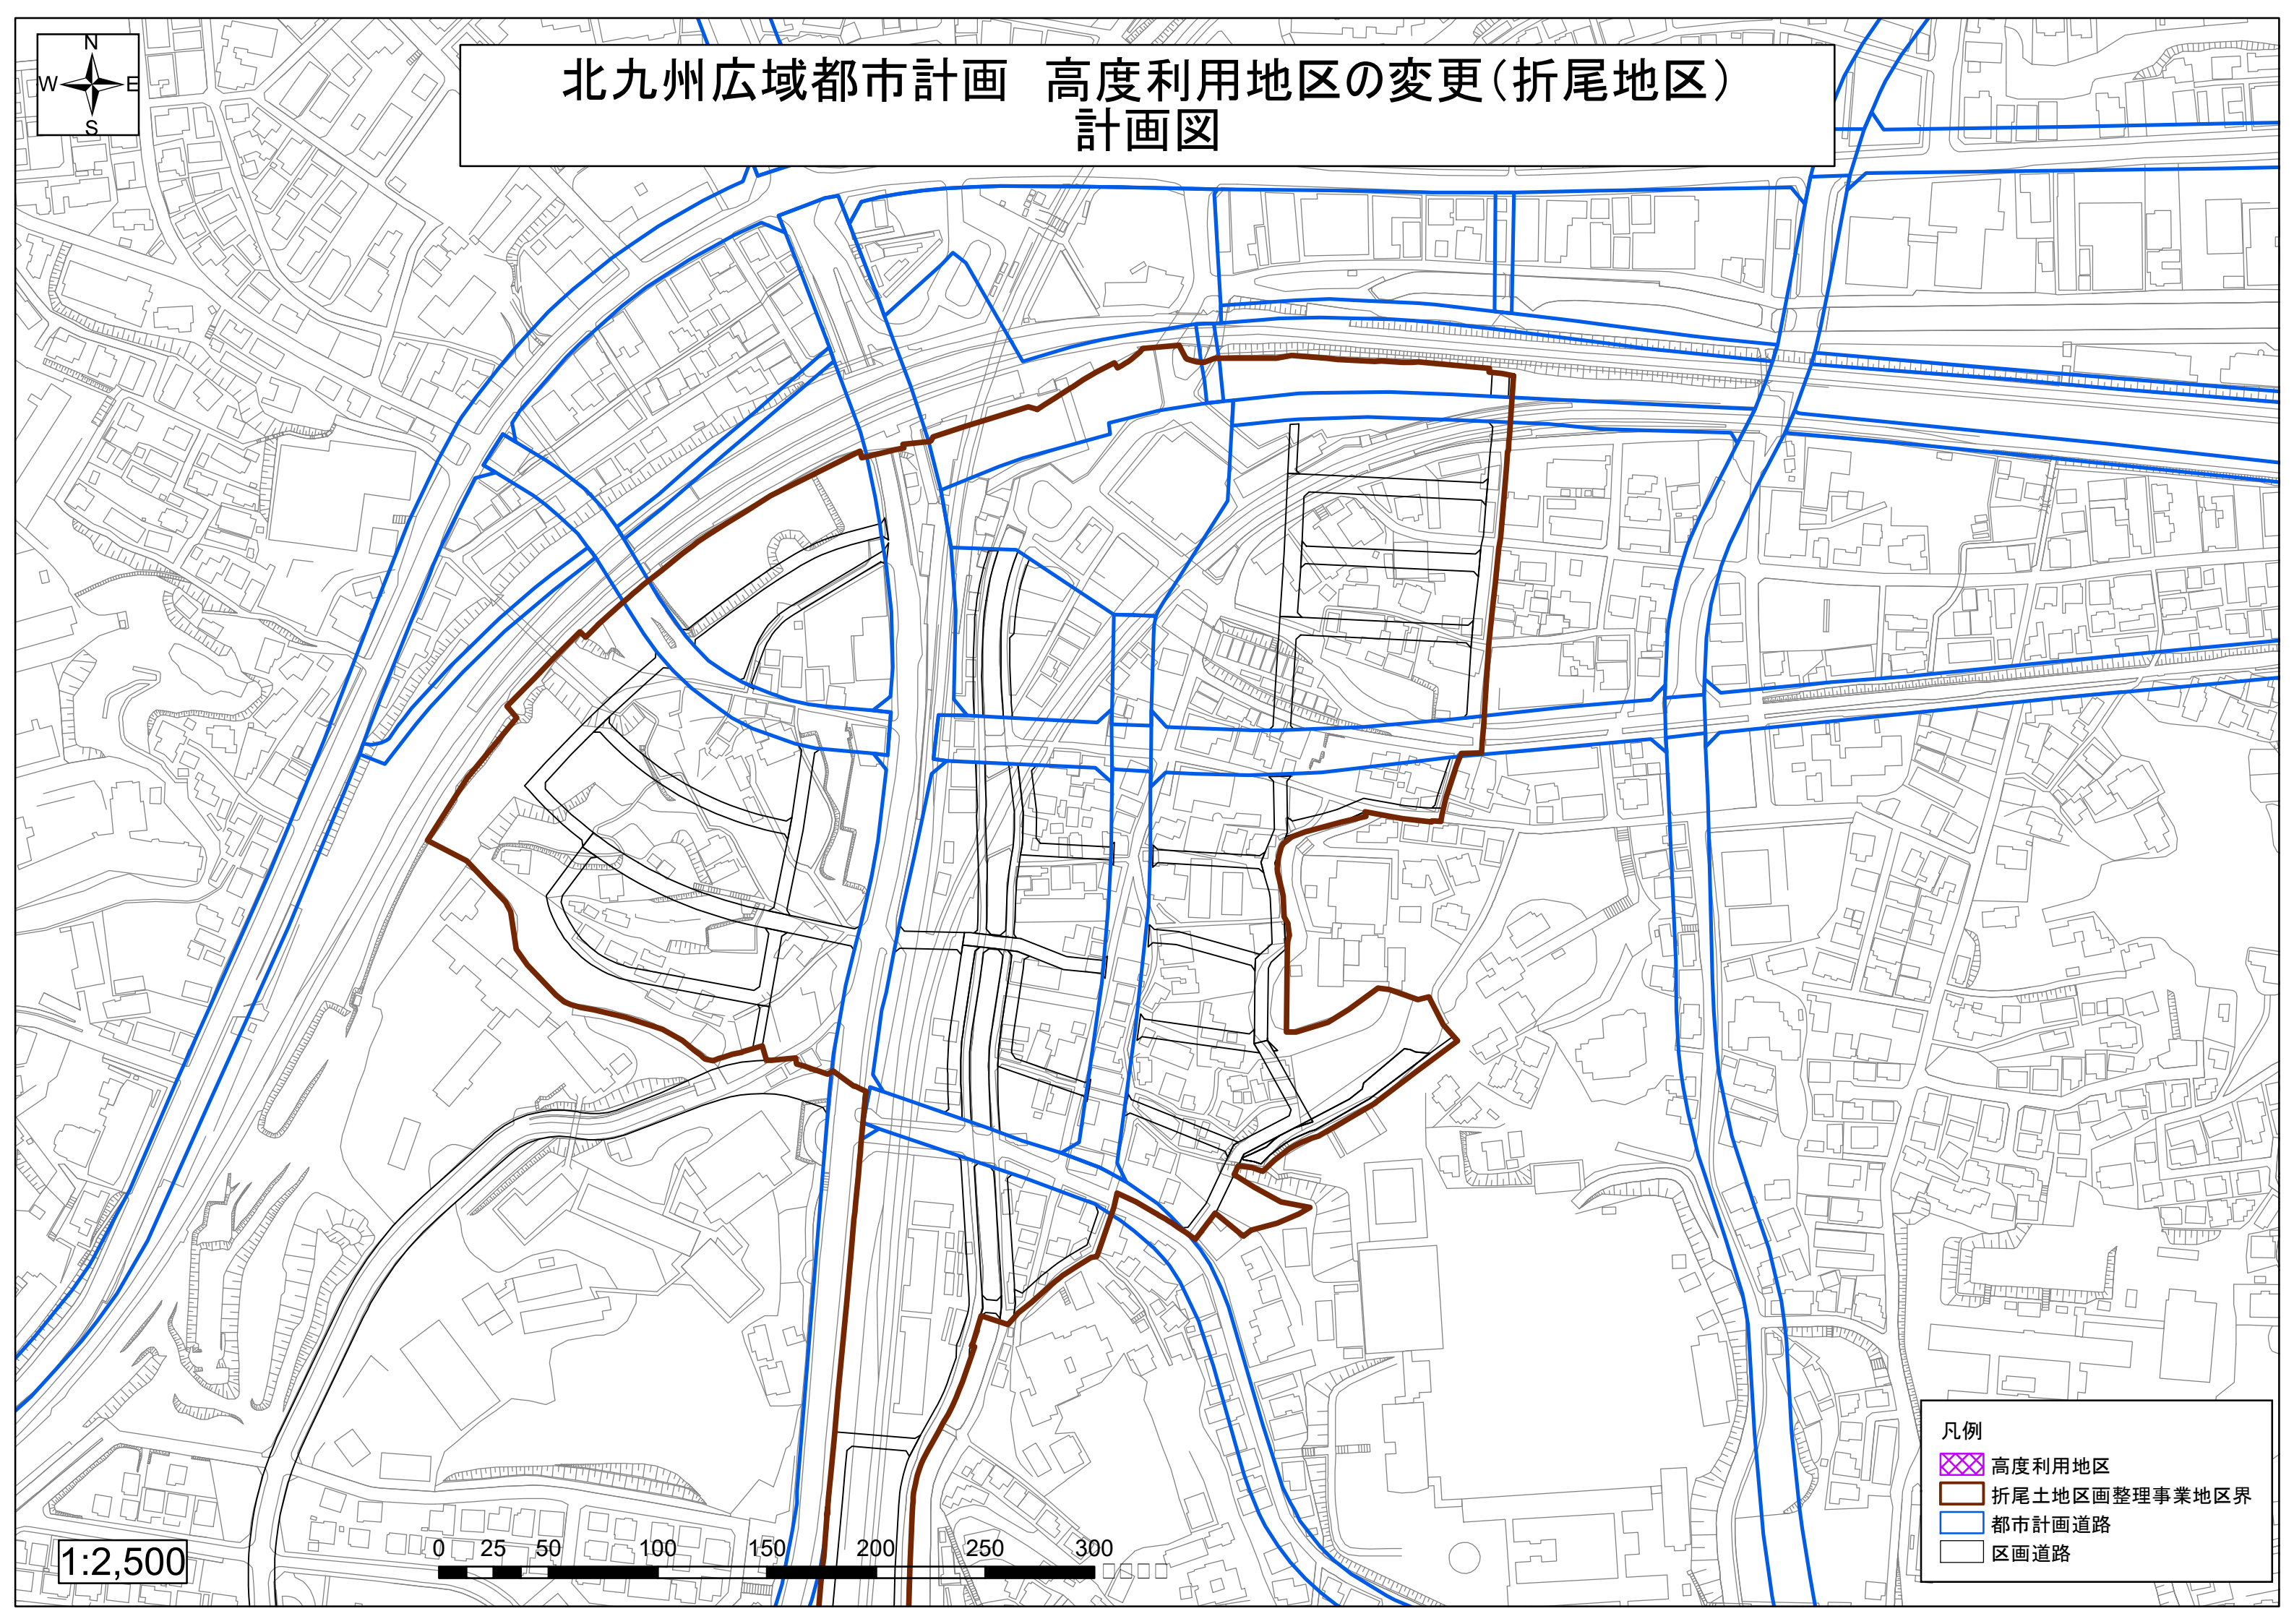 N
W E
S
北九州広域都市計画　高度利用地区の変更（折尾地区）
計画図
凡例
高度利用地区
折尾土地区画整理事業地区界
都市計画道路
区画道路
1:2,500
0 25 50 100 150 200 250 300